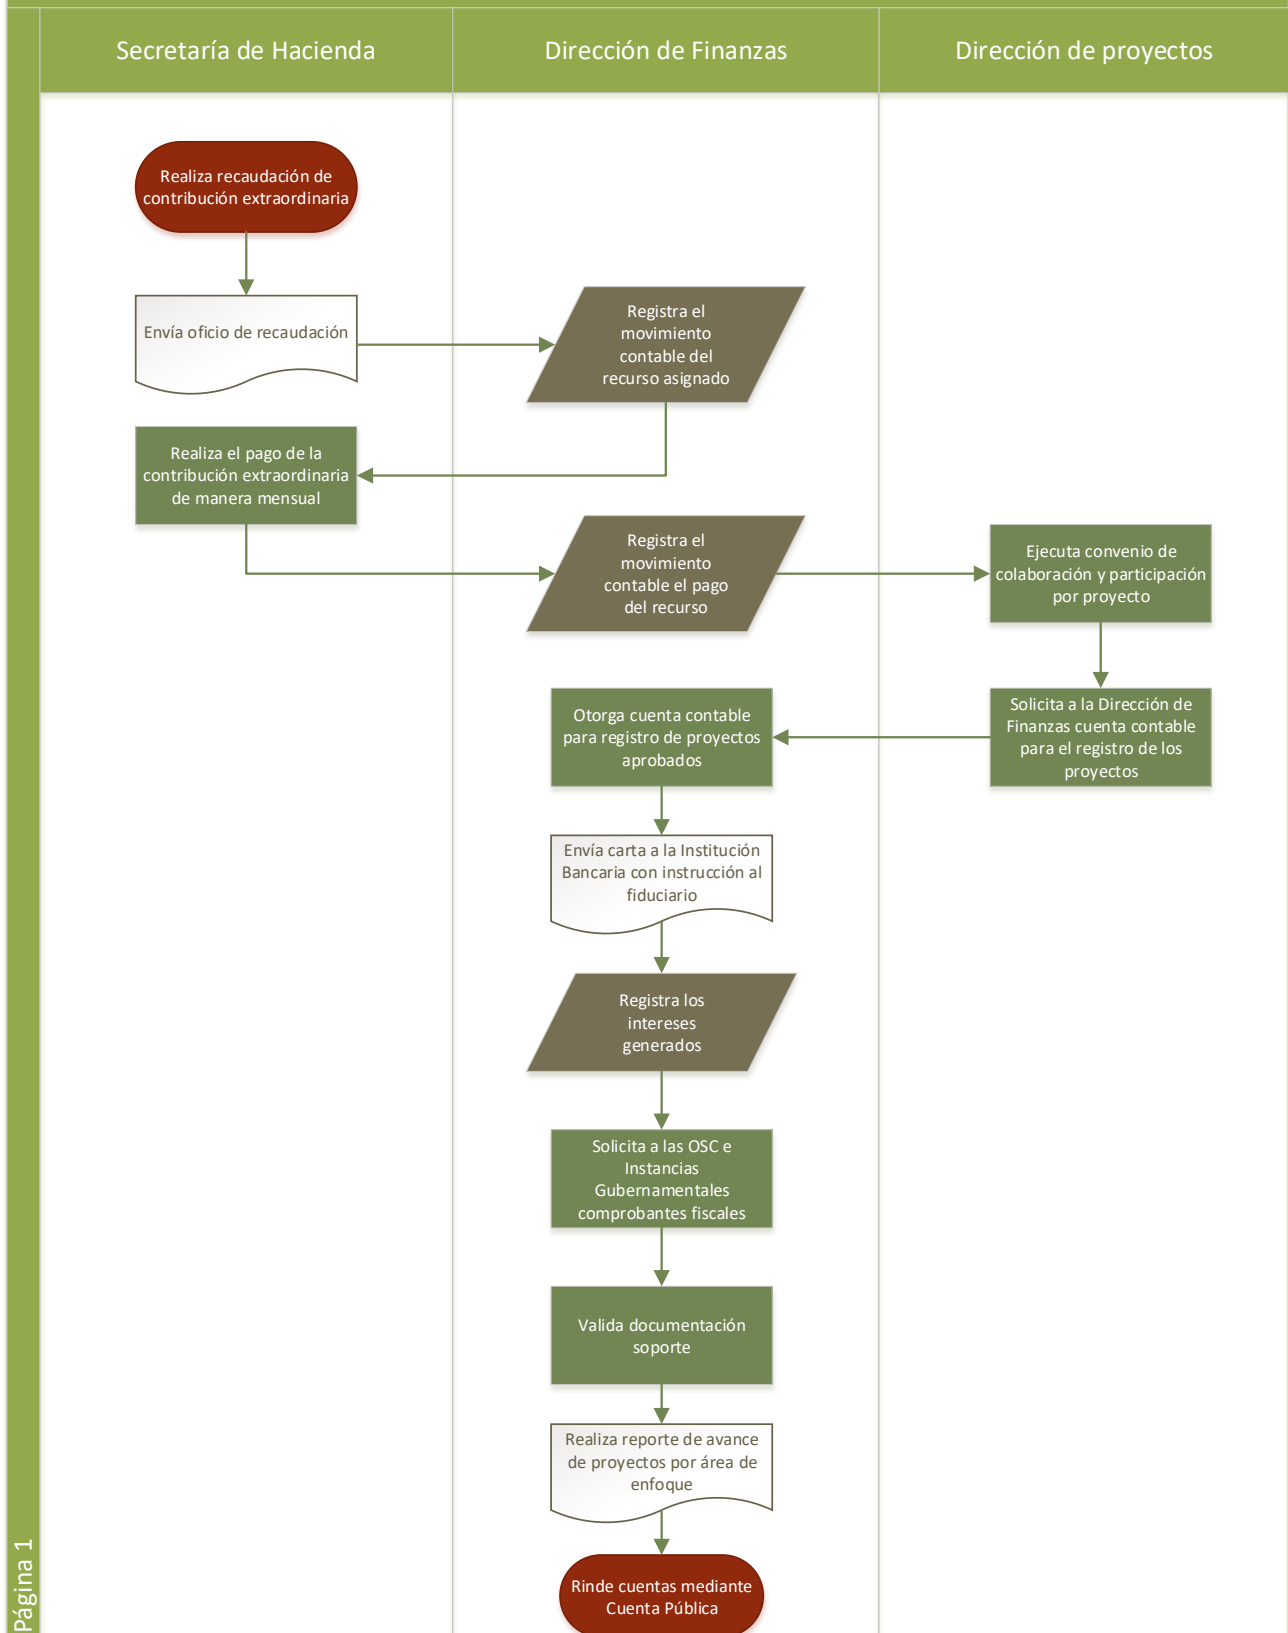 Secretaría de Hacienda
Dirección de Finanzas
Dirección de proyectos
Realiza recaudación de
contribución extraordinaria
Envía oficio de recaudación
Registra el
movimiento
contable del
recurso asignado
Realiza el pago de la
contribución extraordinaria
de manera mensual
Registra el
movimiento
contable el pago
del recurso
Ejecuta convenio de
colaboración y participación
por proyecto
Solicita a la Dirección de
Finanzas cuenta contable
para el registro de los
proyectos
Otorga cuenta contable
para registro de proyectos
aprobados
Envía carta a la Institución
Bancaria con instrucción al
fiduciario
Registra los
intereses
generados
Solicita a las OSC e
Instancias
Gubernamentales
comprobantes fiscales
Valida documentación
soporte
Realiza reporte de avance
de proyectos por área de
enfoque
Rinde cuentas mediante
Cuenta Pública
Página 1